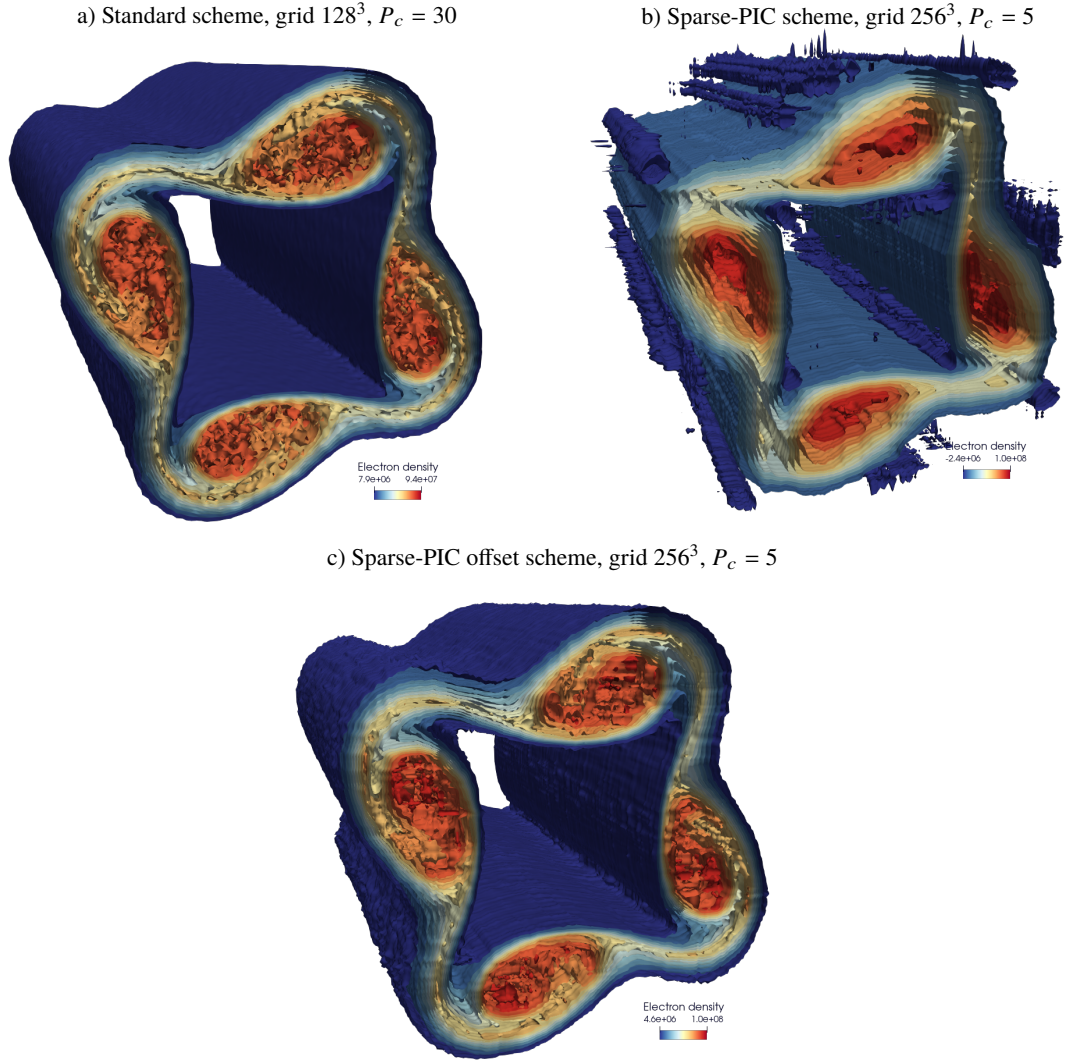 a) Standard scheme, grid 128³, P_c = 30
b) Sparse-PIC scheme, grid 256³, P_c = 5
Electron density
7.9e+06 9.4e+07
Electron density
-2.4e+06 1.0e+08
c) Sparse-PIC offset scheme, grid 256³, P_c = 5
Electron density
4.6e+06 1.0e+08